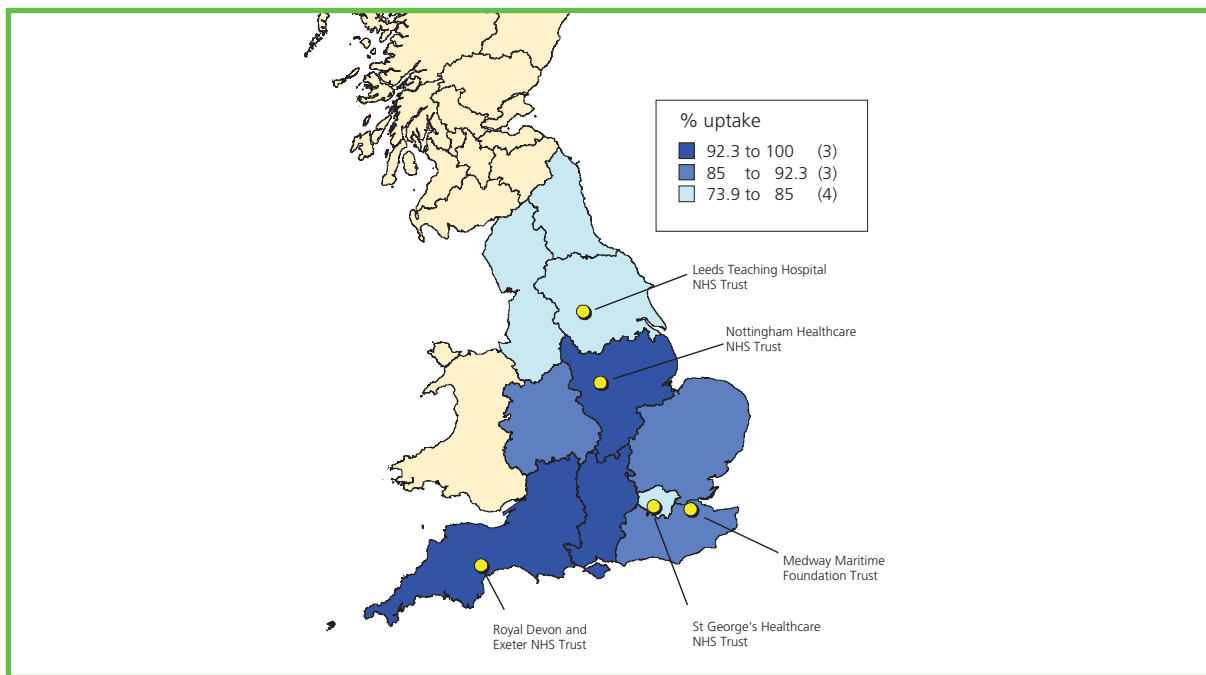 % uptake
92.3 to 100 (3)
85 to 92.3 (3)
73.9 to 85 (4)
Leeds Teaching Hospital
NHS Trust
Nottingham Healthcare
NHS Trust
Medway Maritime
Foundation Trust
St George’s Healthcare
NHS Trust
Royal Devon and
Exeter NHS Trust